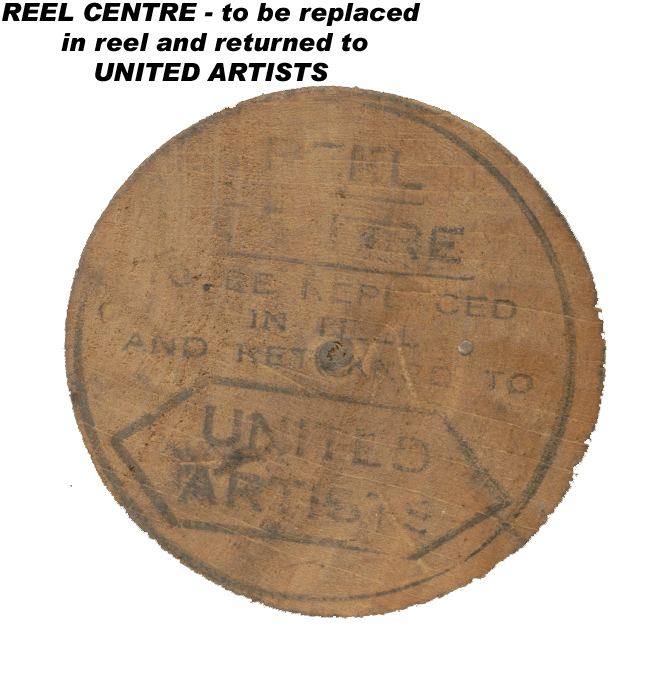 REEL CENTRE - to be replaced
in reel and returned to
UNITED ARTISTS
REEL
CENTRE
TO BE REPLACED
IN REEL
AND RETURNED TO
UNITED
ARTISTS